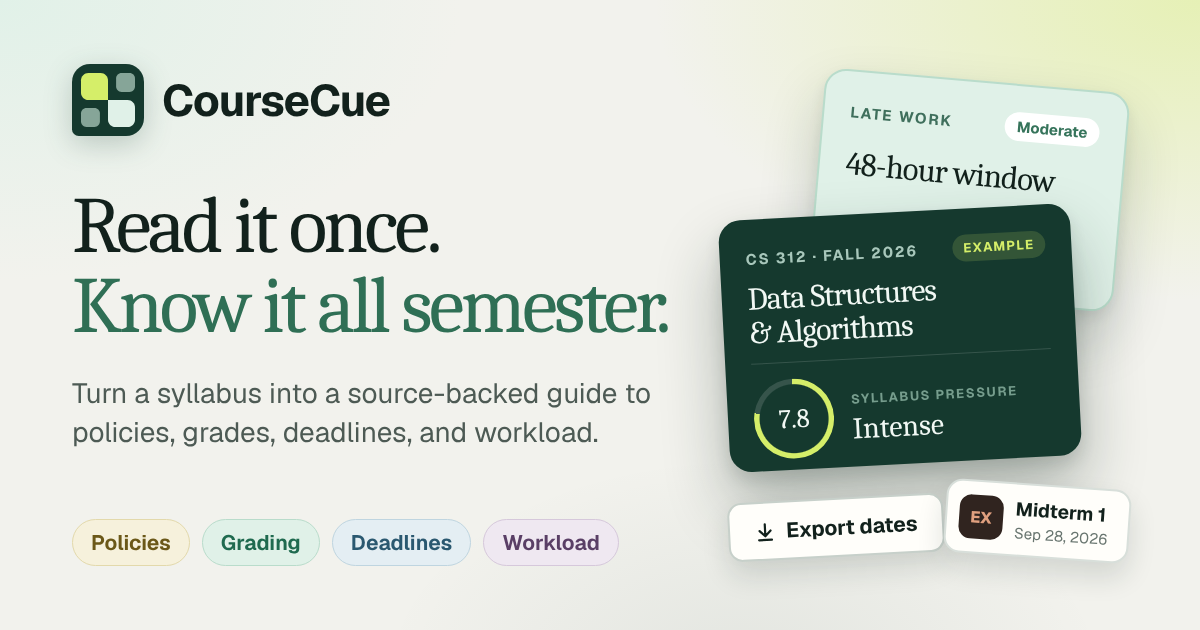 CourseCue
Read it once.
Know it all semester.
Turn a syllabus into a source-backed guide to
policies, grades, deadlines, and workload.
Policies
Grading
Deadlines
Workload
LATE WORK
Moderate
48-hour window
CS 312 · FALL 2026
EXAMPLE
Data Structures
& Algorithms
7.8
SYLLABUS PRESSURE
Intense
Export dates
EX
Midterm 1
Sep 28, 2026